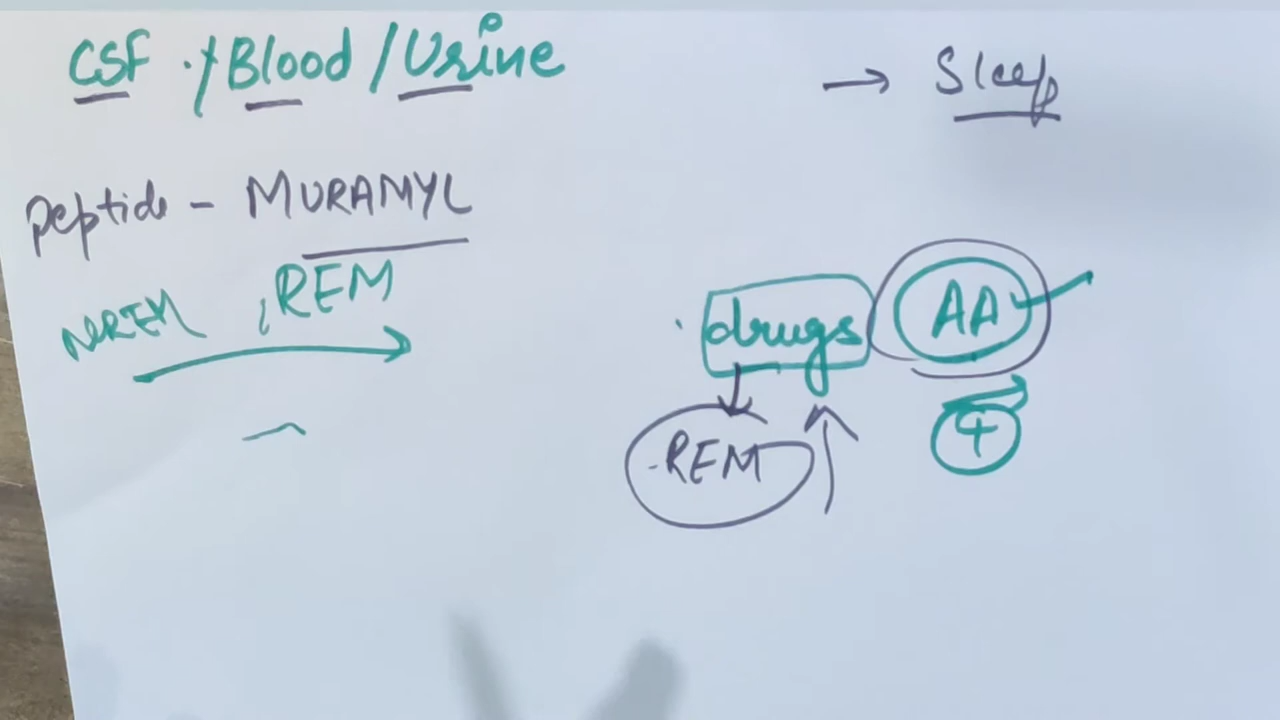 CSF / Blood / Urine
→ Sleep
Peptide - MURAMYL
NREM, REM
drugs AA
REM ↑ +